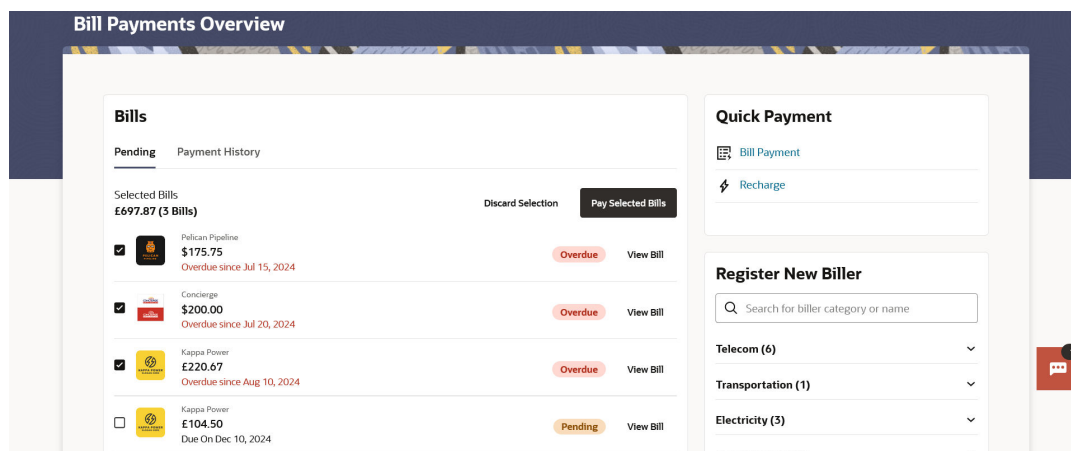 Bill Payments Overview
Bills
Pending Payment History
Selected Bills
£697.87 (3 Bills)
Discard Selection Pay Selected Bills
Pelican Pipeline
$175.75
Overdue since Jul 15, 2024
Overdue View Bill
Concierge
$200.00
Overdue since Jul 20, 2024
Overdue View Bill
Kappa Power
£220.67
Overdue since Aug 10, 2024
Overdue View Bill
Kappa Power
£104.50
Due On Dec 10, 2024
Pending View Bill
Quick Payment
Bill Payment
Recharge
Register New Biller
Search for biller category or name
Telecom (6)
Transportation (1)
Electricity (3)